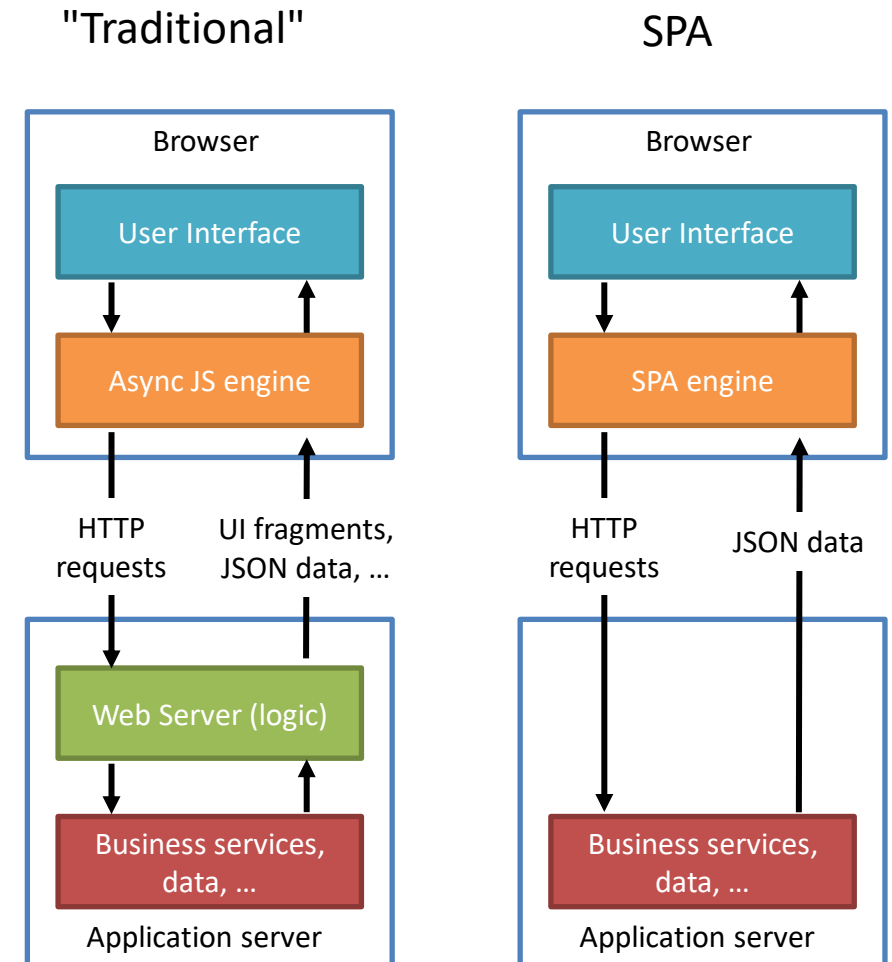 "Traditional"
Browser
User Interface
Async JS engine
HTTP
requests
UI fragments,
JSON data, …
Web Server (logic)
Business services,
data, …
Application server
SPA
Browser
User Interface
SPA engine
HTTP
requests
JSON data
Business services,
data, …
Application server